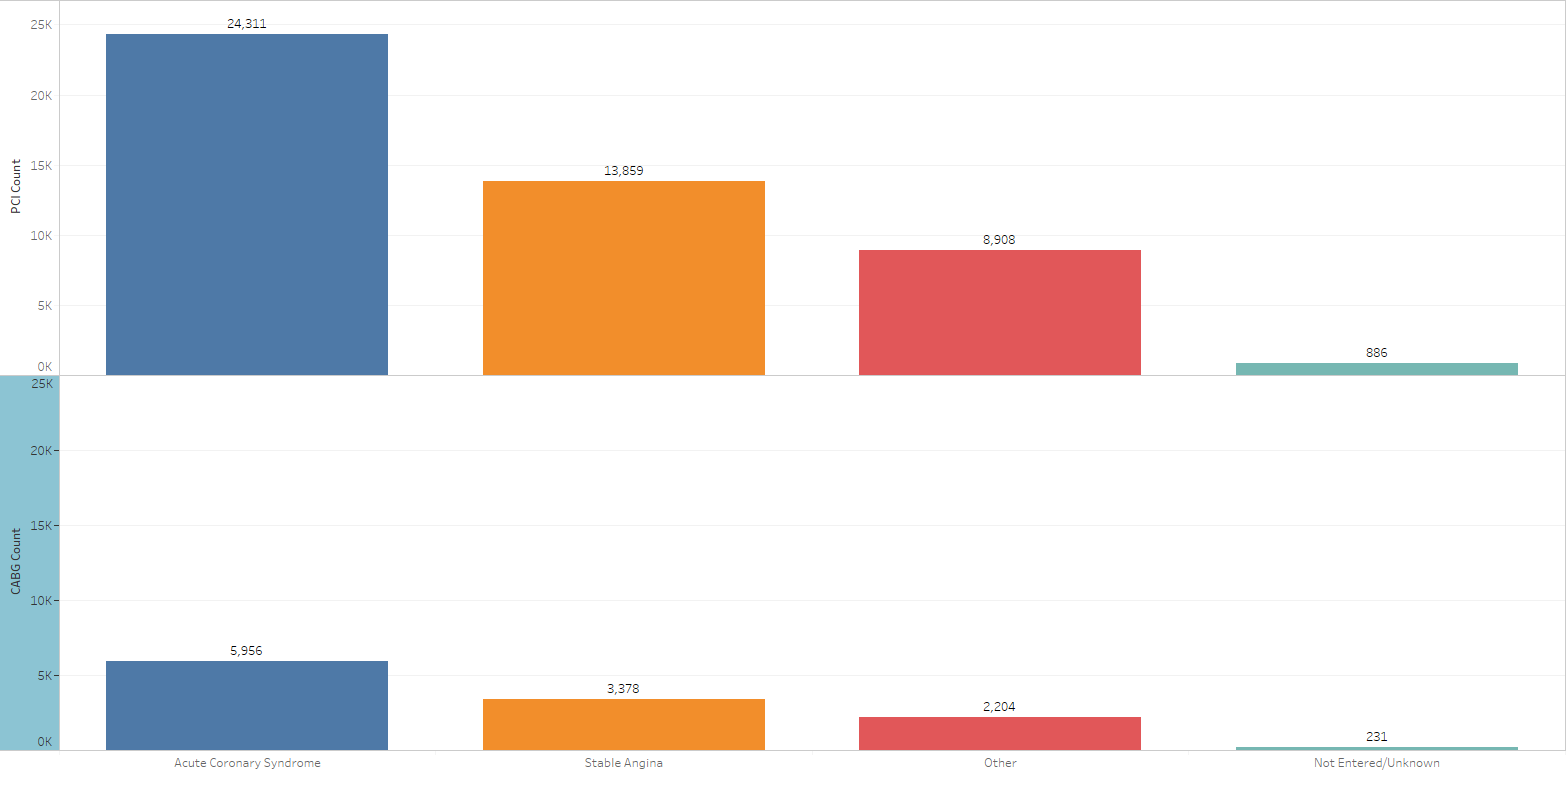 PCI Count
25K
20K
15K
10K
5K
0K
24,311
13,859
8,908
886
CABG Count
25K
20K
15K
10K
5K
0K
5,956
3,378
2,204
231
Acute Coronary Syndrome
Stable Angina
Other
Not Entered/Unknown